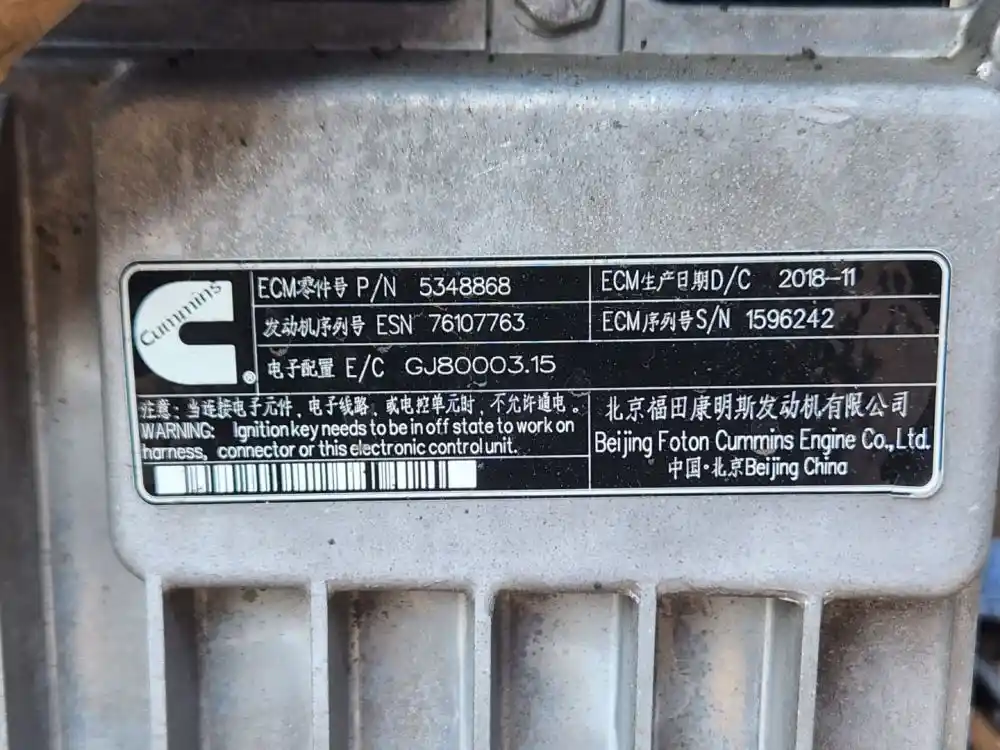 Cummins
®
ECM零件号 P/N 5348868
ECM生产日期D/C 2018-11
发动机序列号 ESN 76107763
ECM序列号S/N 1596242
电子配置 E/C GJ80003.15
注意: 当连接电子元件, 电子线路, 或电控单元时, 不允许通电。
WARNING: Ignition key needs to be in off state to work on
harness, connector or this electronic control unit.
北京福田康明斯发动机有限公司
Beijing Foton Cummins Engine Co.,Ltd.
中国·北京Beijing China